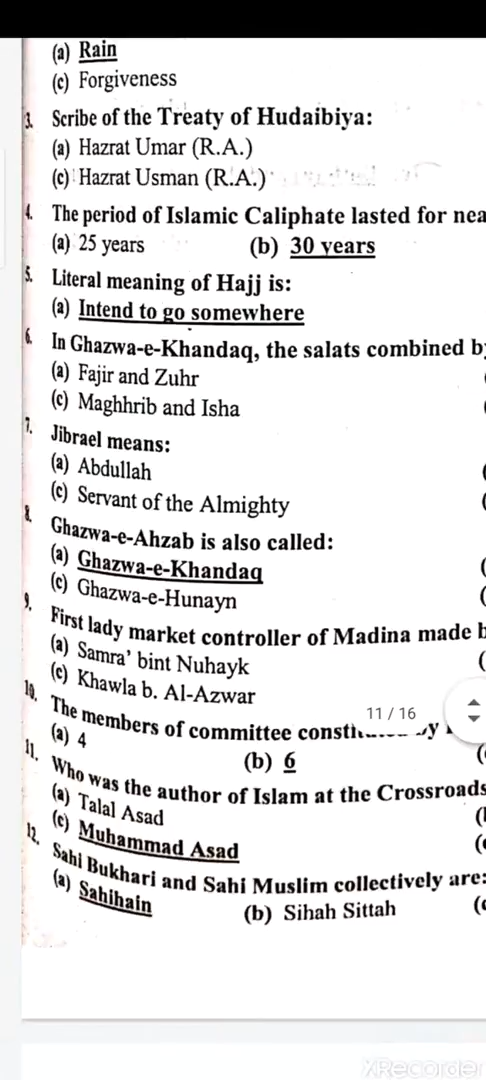 (a) Rain
(c) Forgiveness
3. Scribe of the Treaty of Hudaibiya:
(a) Hazrat Umar (R.A.)
(c) Hazrat Usman (R.A.)
4. The period of Islamic Caliphate lasted for nea
(a) 25 years (b) 30 years
5. Literal meaning of Hajj is:
(a) Intend to go somewhere
6. In Ghazwa-e-Khandaq, the salats combined b
(a) Fajir and Zuhr
(c) Maghhrib and Isha
7. Jibrael means:
(a) Abdullah
(c) Servant of the Almighty
8. Ghazwa-e-Ahzab is also called:
(a) Ghazwa-e-Khandaq
(c) Ghazwa-e-Hunayn
9. First lady market controller of Madina made b
(a) Samra' bint Nuhayk
(c) Khawla b. Al-Azwar
11 / 16
10. The members of committee y
(a) 4 (b) 6
11. Who was the author of Islam at the Crossroads
(a) Talal Asad
(c) Muhammad Asad
12. Sahi Bukhari and Sahi Muslim collectively are:
(a) Sahihain (b) Sihah Sittah
XRecorder